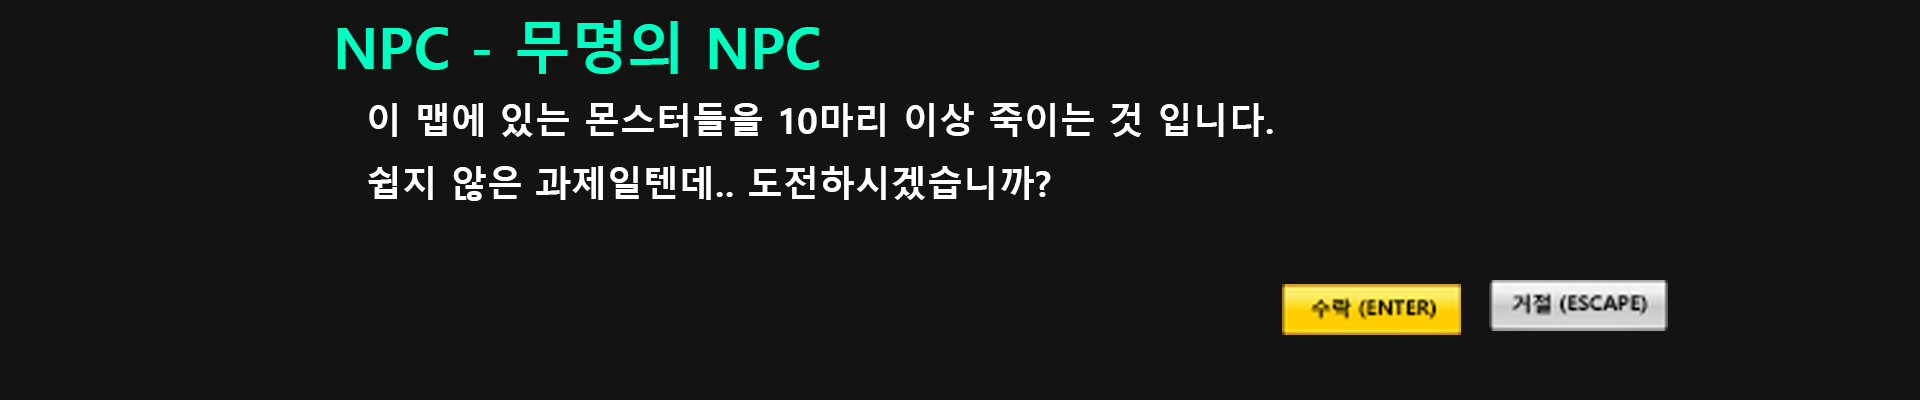 NPC - 무명의 NPC
이 맵에 있는 몬스터들을 10마리 이상 죽이는 것 입니다.
쉽지 않은 과제일텐데.. 도전하시겠습니까?
수락 (ENTER)
거절 (ESCAPE)